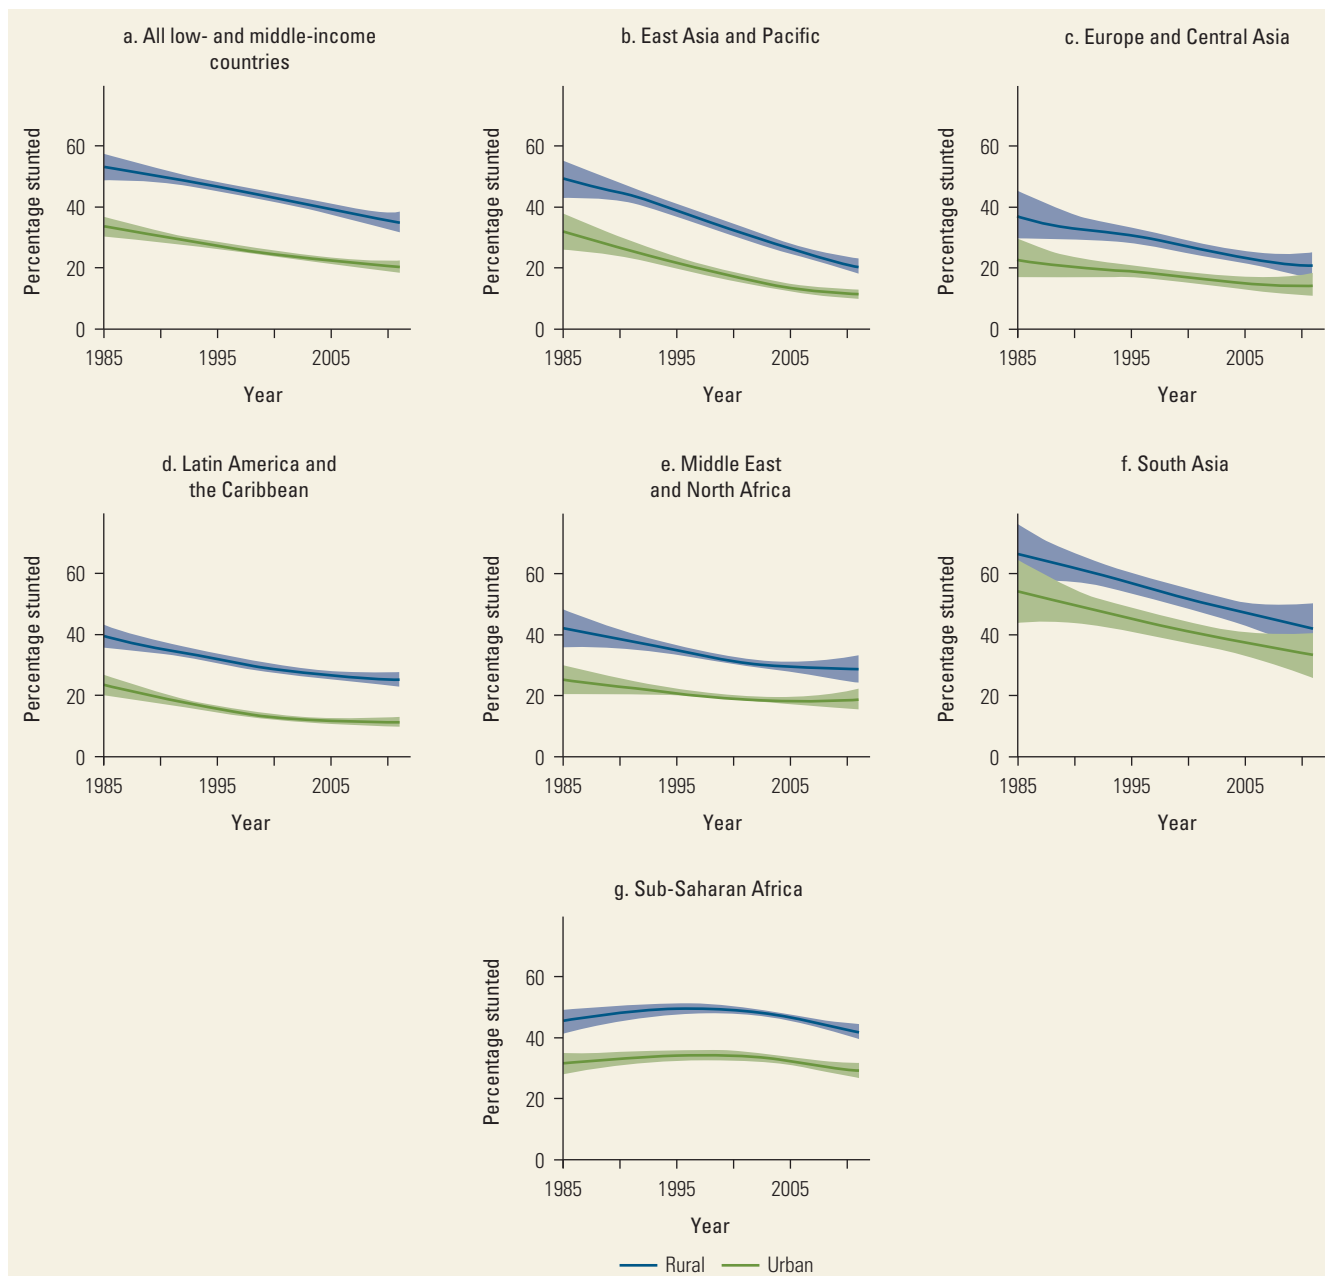 a. All low- and middle-income
countries
Percentage stunted
60
40
20
0
1985
1995
2005
Year
b. East Asia and Pacific
Percentage stunted
60
40
20
0
1985
1995
2005
Year
c. Europe and Central Asia
Percentage stunted
60
40
20
0
1985
1995
2005
Year
d. Latin America and
the Caribbean
Percentage stunted
60
40
20
0
1985
1995
2005
Year
e. Middle East
and North Africa
Percentage stunted
60
40
20
0
1985
1995
2005
Year
f. South Asia
Percentage stunted
60
40
20
0
1985
1995
2005
Year
g. Sub-Saharan Africa
Percentage stunted
60
40
20
0
1985
1995
2005
Year
Rural
Urban